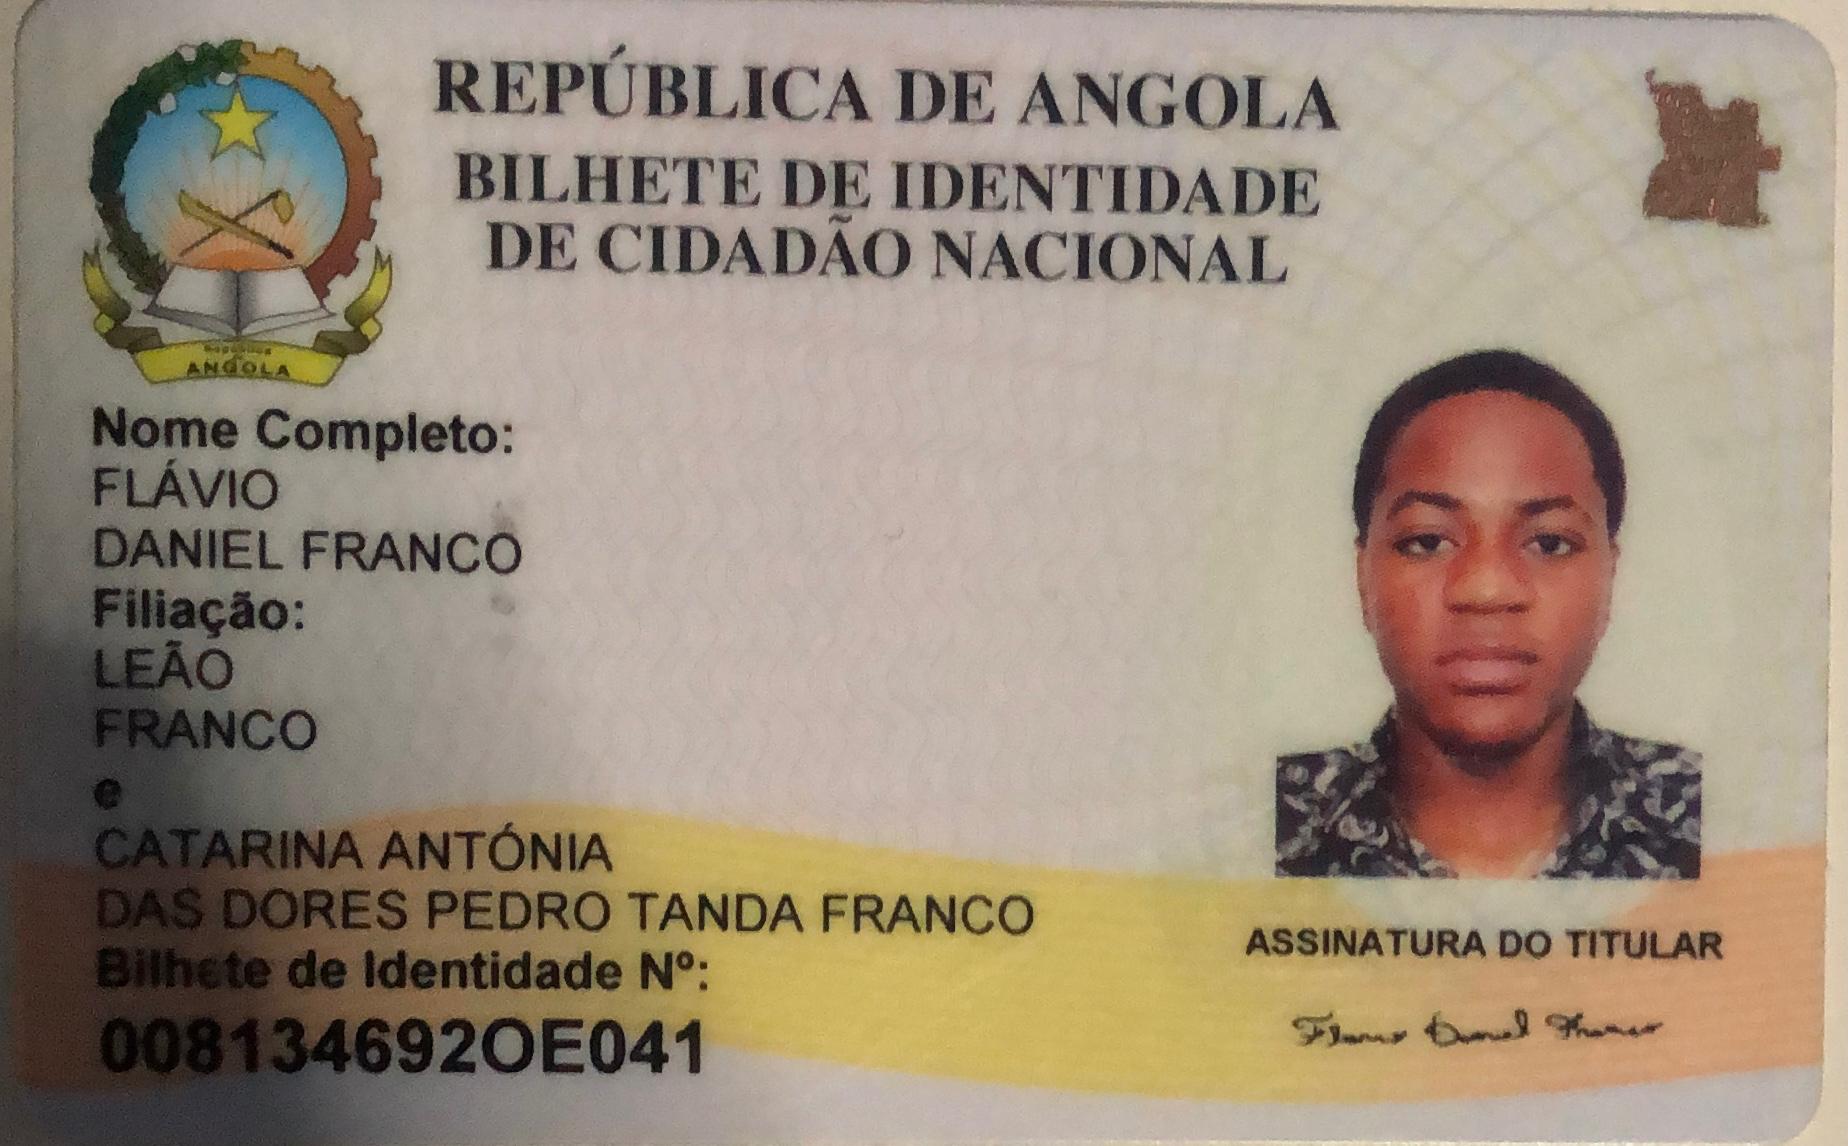 REPÚBLICA DE ANGOLA
BILHETE DE IDENTIDADE
DE CIDADÃO NACIONAL
República
de
ANGOLA
Nome Completo:
FLÁVIO
DANIEL FRANCO
Filiação:
LEÃO
FRANCO
e
CATARINA ANTÓNIA
DAS DORES PEDRO TANDA FRANCO
Bilhete de Identidade Nº:
008134692OE041
ASSINATURA DO TITULAR
Flavio Daniel Franco